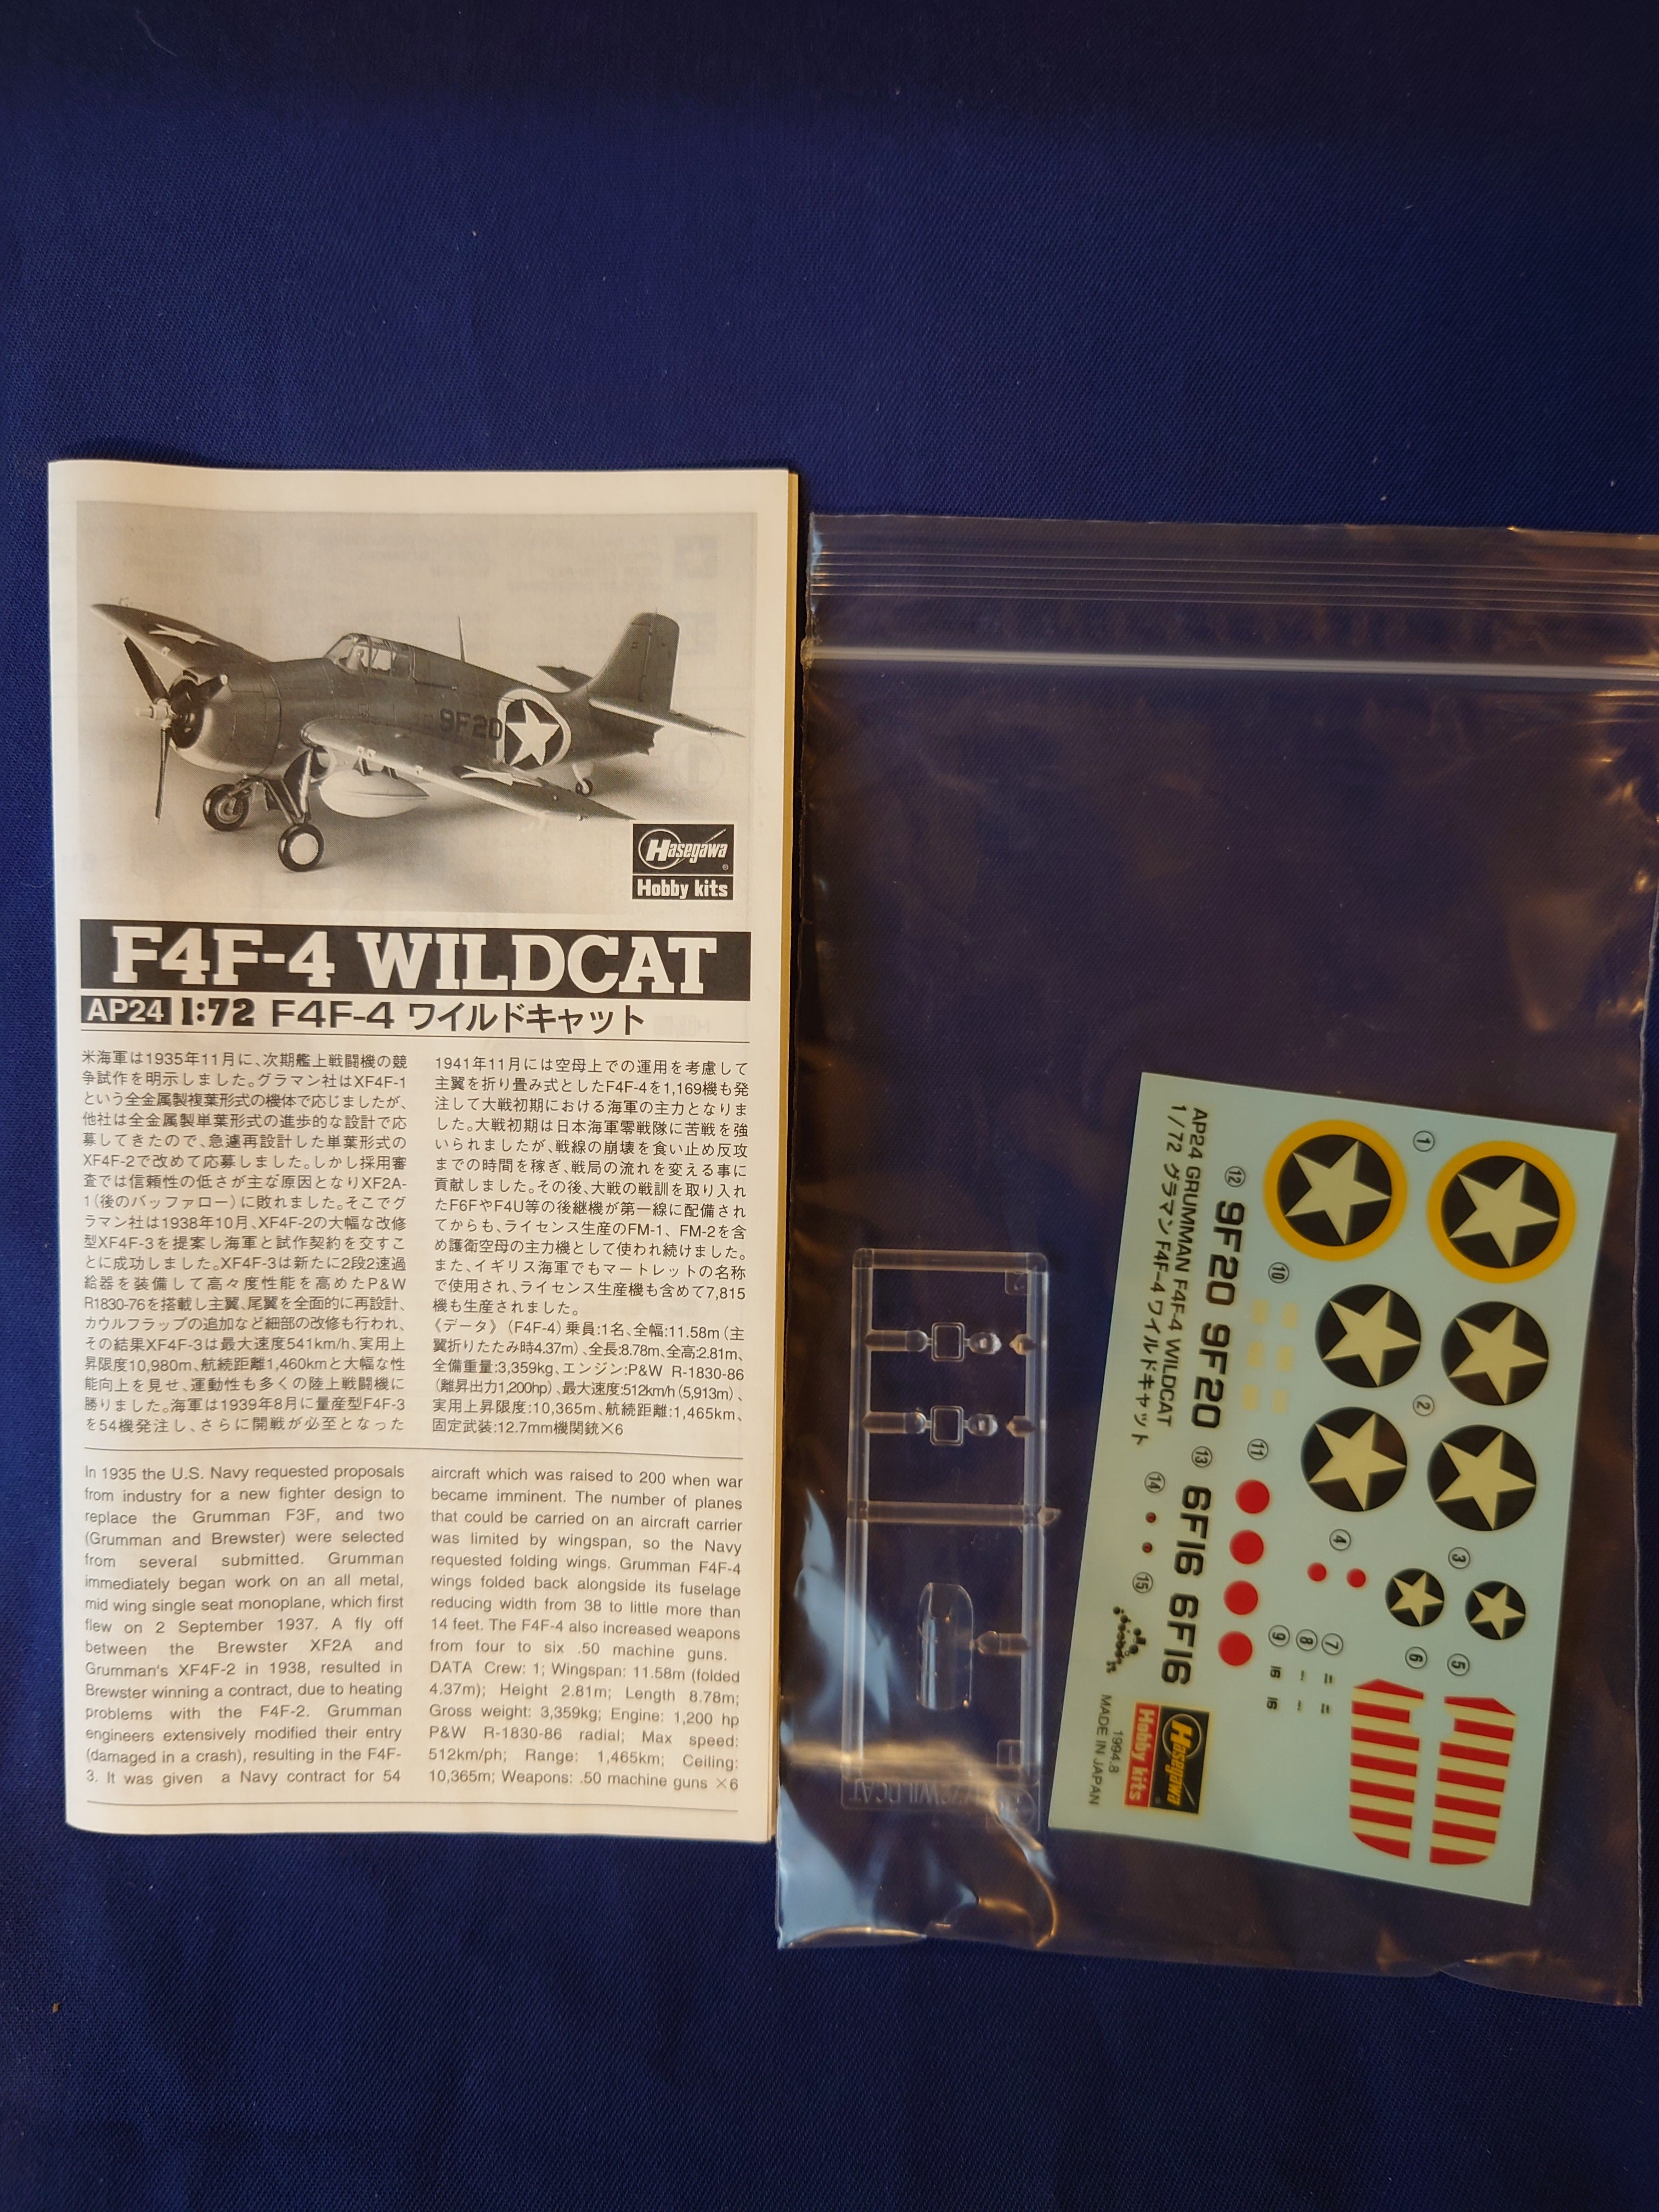 9F20
Hasegawa
Hobby kits
F4F-4 WILDCAT
AP24 1:72 F4F-4 ワイルドキャット
米海軍は1935年11月に、次期艦上戦闘機の競
争試作を明示しました。グラマン社はXF4F-1
という全金属製複葉形式の機体で応じましたが、
他社は全金属製単葉形式の進歩的な設計で応
募してきたので、急遽再設計した単葉形式の
XF4F-2で改めて応募しました。しかし採用審
査では信頼性の低さが主な原因となりXF2A-
1(後のバッファロー)に敗れました。そこでグ
ラマン社は1938年10月、XF4F-2の大幅な改修
型XF4F-3を提案し海軍と試作契約を交すこ
とに成功しました。XF4F-3は新たに2段2速過
給器を装備して高々度性能を高めたP&W
R1830-76を搭載し主翼、尾翼を全面的に再設計、
カウルフラップの追加など細部の改修も行われ、
その結果XF4F-3は最大速度541km/h、実用上
昇限度10,980m、航続距離1,460kmと大幅な性
能向上を見せ、運動性も多くの陸上戦闘機に
勝りました。海軍は1939年8月に量産型F4F-3
を54機発注し、さらに開戦が必至となった
1941年11月には空母上での運用を考慮して
主翼を折り畳み式としたF4F-4を1,169機も発
注して大戦初期における海軍の主力となりま
した。大戦初期は日本海軍零戦隊に苦戦を強
いられましたが、戦線の崩壊を食い止め反攻
までの時間を稼ぎ、戦局の流れを変える事に
貢献しました。その後、大戦の戦訓を取り入れ
たF6FやF4U等の後継機が第一線に配備され
てからも、ライセンス生産のFM-1、FM-2を含
め護衛空母の主力機として使われ続けました。
また、イギリス海軍でもマートレットの名称
で使用され、ライセンス生産機も含めて7,815
機も生産されました。
《データ》(F4F-4)乗員:1名、全幅:11.58m(主
翼折りたたみ時4.37m)、全長:8.78m、全高:2.81m、
全備重量:3,359kg、エンジン:P&W R-1830-86
(離昇出力1,200hp)、最大速度:512km/h(5,913m)、
実用上昇限度:10,365m、航続距離:1,465km、
固定武装:12.7mm機関銃×6
In 1935 the U.S. Navy requested proposals
from industry for a new fighter design to
replace the Grumman F3F, and two
(Grumman and Brewster) were selected
from several submitted. Grumman
immediately began work on an all metal,
mid wing single seat monoplane, which first
flew on 2 September 1937. A fly off
between the Brewster XF2A and
Grumman's XF4F-2 in 1938, resulted in
Brewster winning a contract, due to heating
problems with the F4F-2. Grumman
engineers extensively modified their entry
(damaged in a crash), resulting in the F4F-
3. It was given a Navy contract for 54
aircraft which was raised to 200 when war
became imminent. The number of planes
that could be carried on an aircraft carrier
was limited by wingspan, so the Navy
requested folding wings. Grumman F4F-4
wings folded back alongside its fuselage
reducing width from 38 to little more than
14 feet. The F4F-4 also increased weapons
from four to six .50 machine guns.
DATA Crew: 1; Wingspan: 11.58m (folded
4.37m); Height 2.81m; Length 8.78m;
Gross weight: 3,359kg; Engine: 1,200 hp
P&W R-1830-86 radial; Max speed:
512km/ph; Range: 1,465km; Ceiling:
10,365m; Weapons: .50 machine guns ×6
WILDCAT
①
②
③
④
⑤
⑥
⑦
⑧
⑨ 16 16
⑩
⑪
⑫ 9F20 9F20 ⑬ 6F16 6F16
⑭
⑮
AP24 GRUMMAN F4F-4 WILDCAT
1/72 グラマン F4F-4 ワイルドキャット
Hasegawa
Hobby kits
1994.8
MADE IN JAPAN